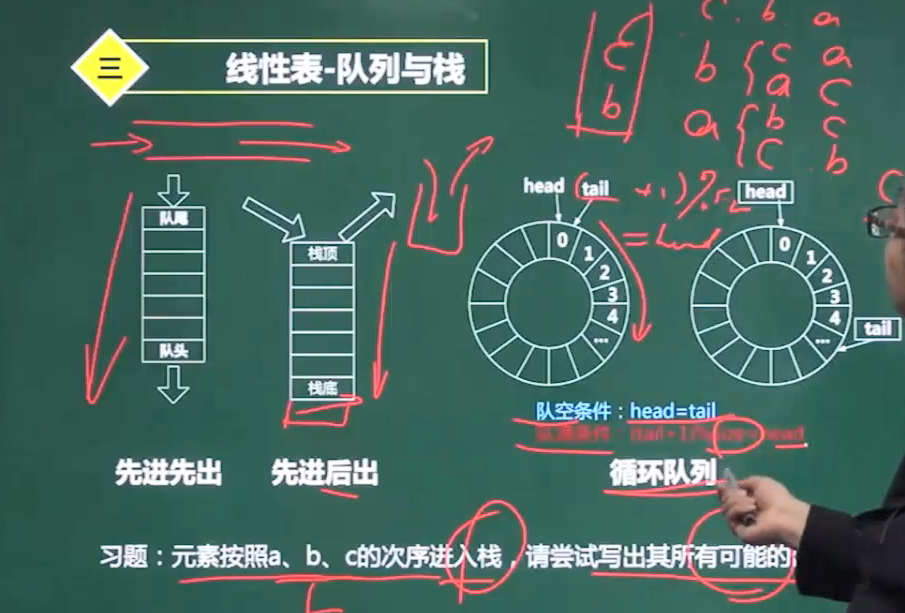 三
线性表-队列与栈
c b a
b { c a
a c
a { b c
c b
c
b
队尾
队头
先进先出
栈顶
栈底
先进后出
head tail +1)%size
=head
0
1
2
3
4
...
head
0
1
2
3
4
...
tail
队空条件：head=tail
队满条件：(tail+1)%size=head
循环队列
习题：元素按照a、b、c的次序进入栈，请尝试写出其所有可能的